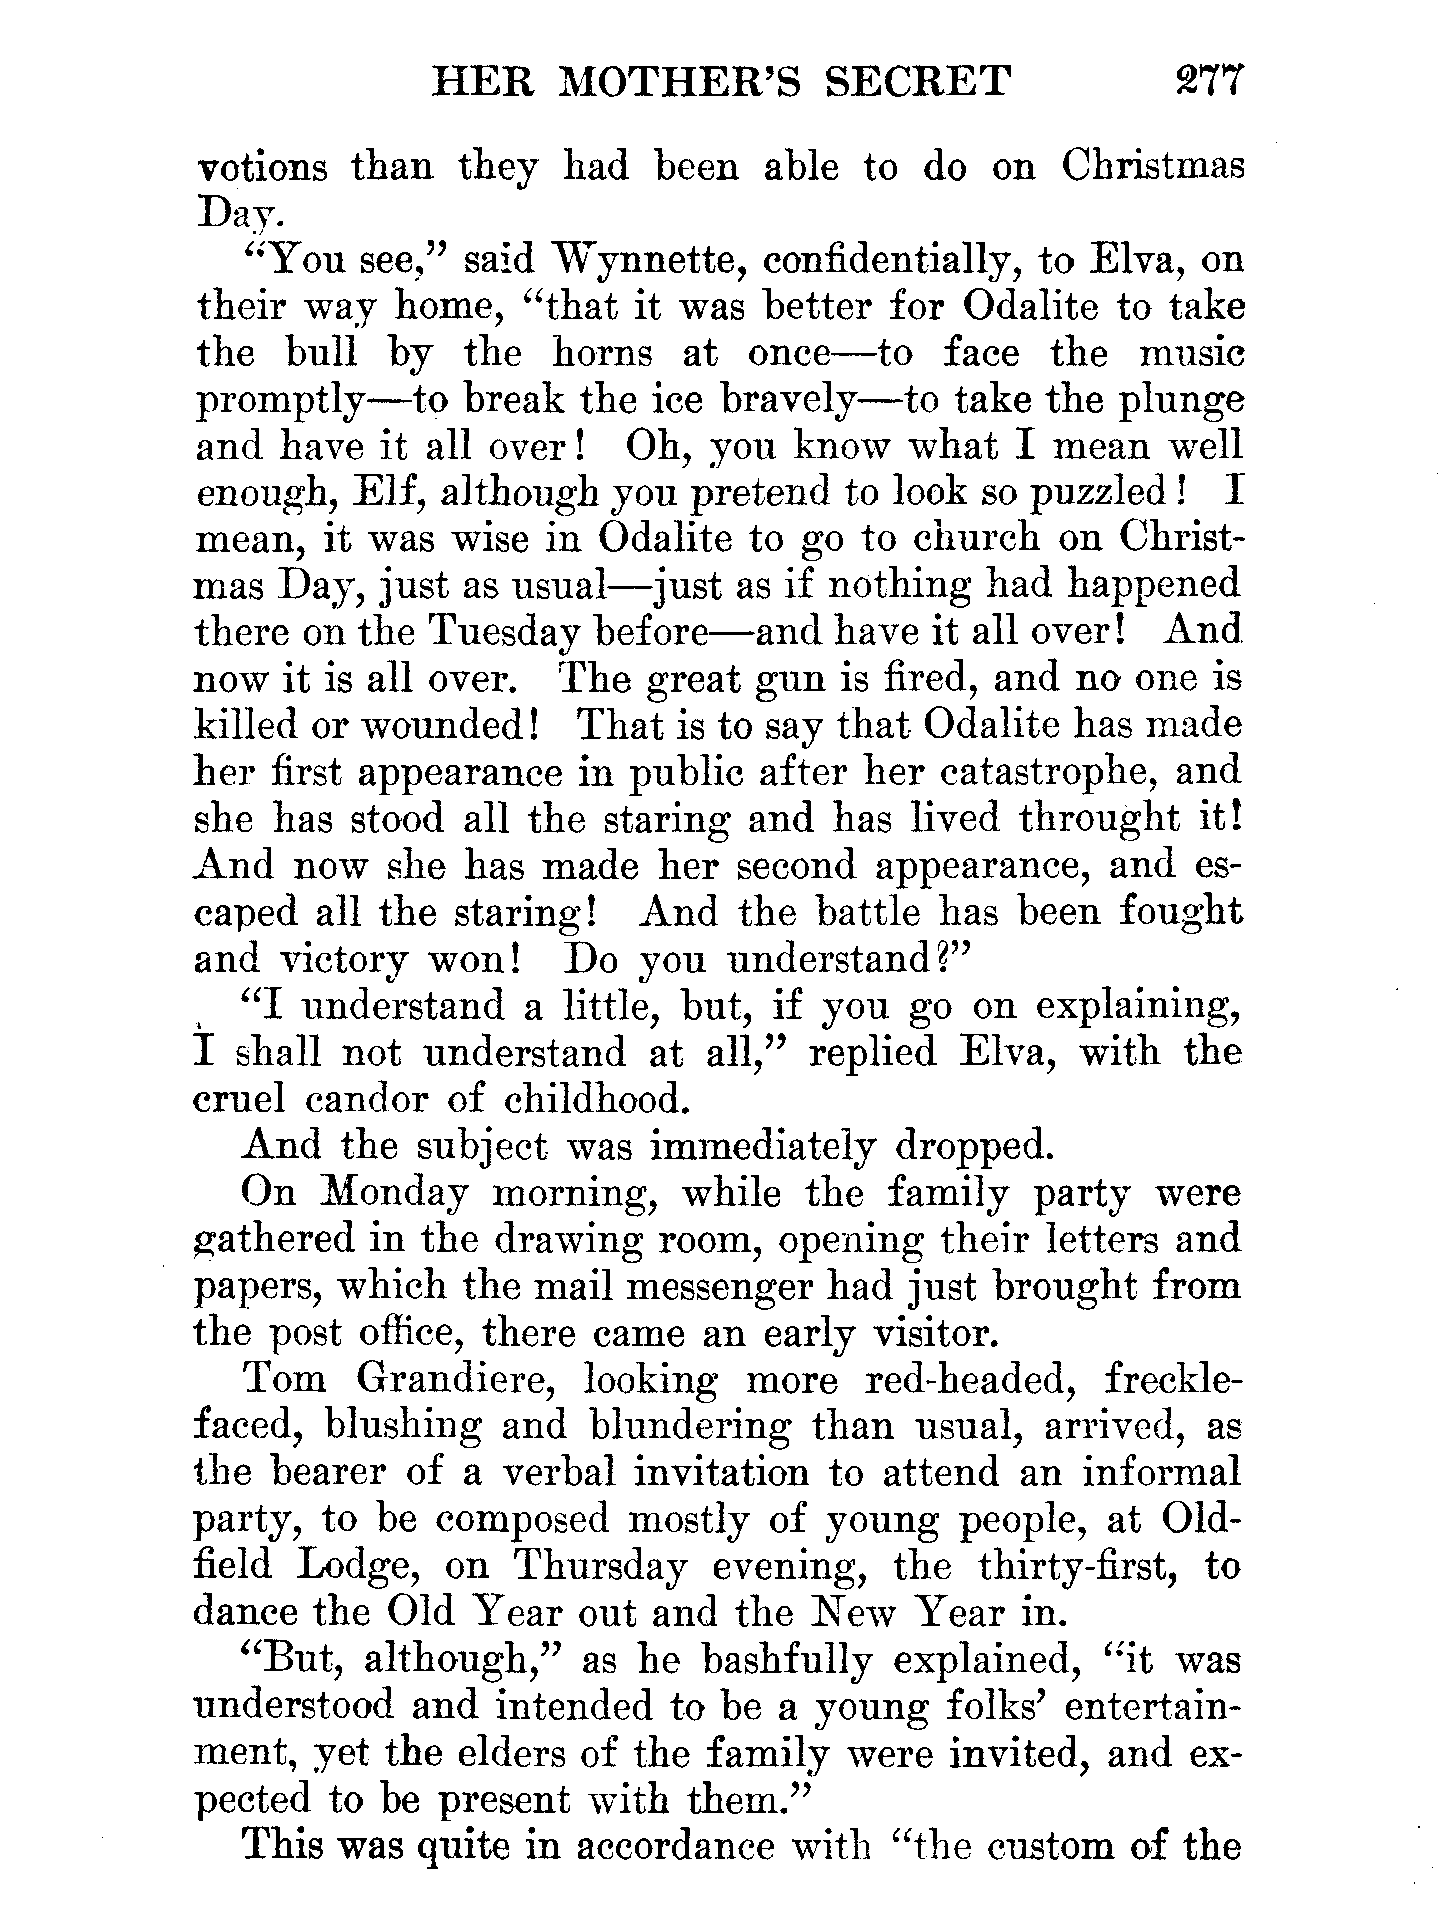 HER MOTHER'S SECRET 277
votions than they had been able to do on Christmas
Day.
“You see,” said Wynnette, confidentially, to Elva, on
their way home, “that it was better for Odalite to take
the bull by the horns at once—to face the music
promptly—to break the ice bravely—to take the plunge
and have it all over! Oh, you know what I mean well
enough, Elf, although you pretend to look so puzzled! I
mean, it was wise in Odalite to go to church on Christ-
mas Day, just as usual—just as if nothing had happened
there on the Tuesday before—and have it all over! And
now it is all over. The great gun is fired, and no one is
killed or wounded! That is to say that Odalite has made
her first appearance in public after her catastrophe, and
she has stood all the staring and has lived throught it!
And now she has made her second appearance, and es-
caped all the staring! And the battle has been fought
and victory won! Do you understand?”
“I understand a little, but, if you go on explaining,
I shall not understand at all,” replied Elva, with the
cruel candor of childhood.
And the subject was immediately dropped.
On Monday morning, while the family party were
gathered in the drawing room, opening their letters and
papers, which the mail messenger had just brought from
the post office, there came an early visitor.
Tom Grandiere, looking more red-headed, freckle-
faced, blushing and blundering than usual, arrived, as
the bearer of a verbal invitation to attend an informal
party, to be composed mostly of young people, at Old-
field Lodge, on Thursday evening, the thirty-first, to
dance the Old Year out and the New Year in.
“But, although,” as he bashfully explained, “it was
understood and intended to be a young folks’ entertain-
ment, yet the elders of the family were invited, and ex-
pected to be present with them.”
This was quite in accordance with “the custom of the